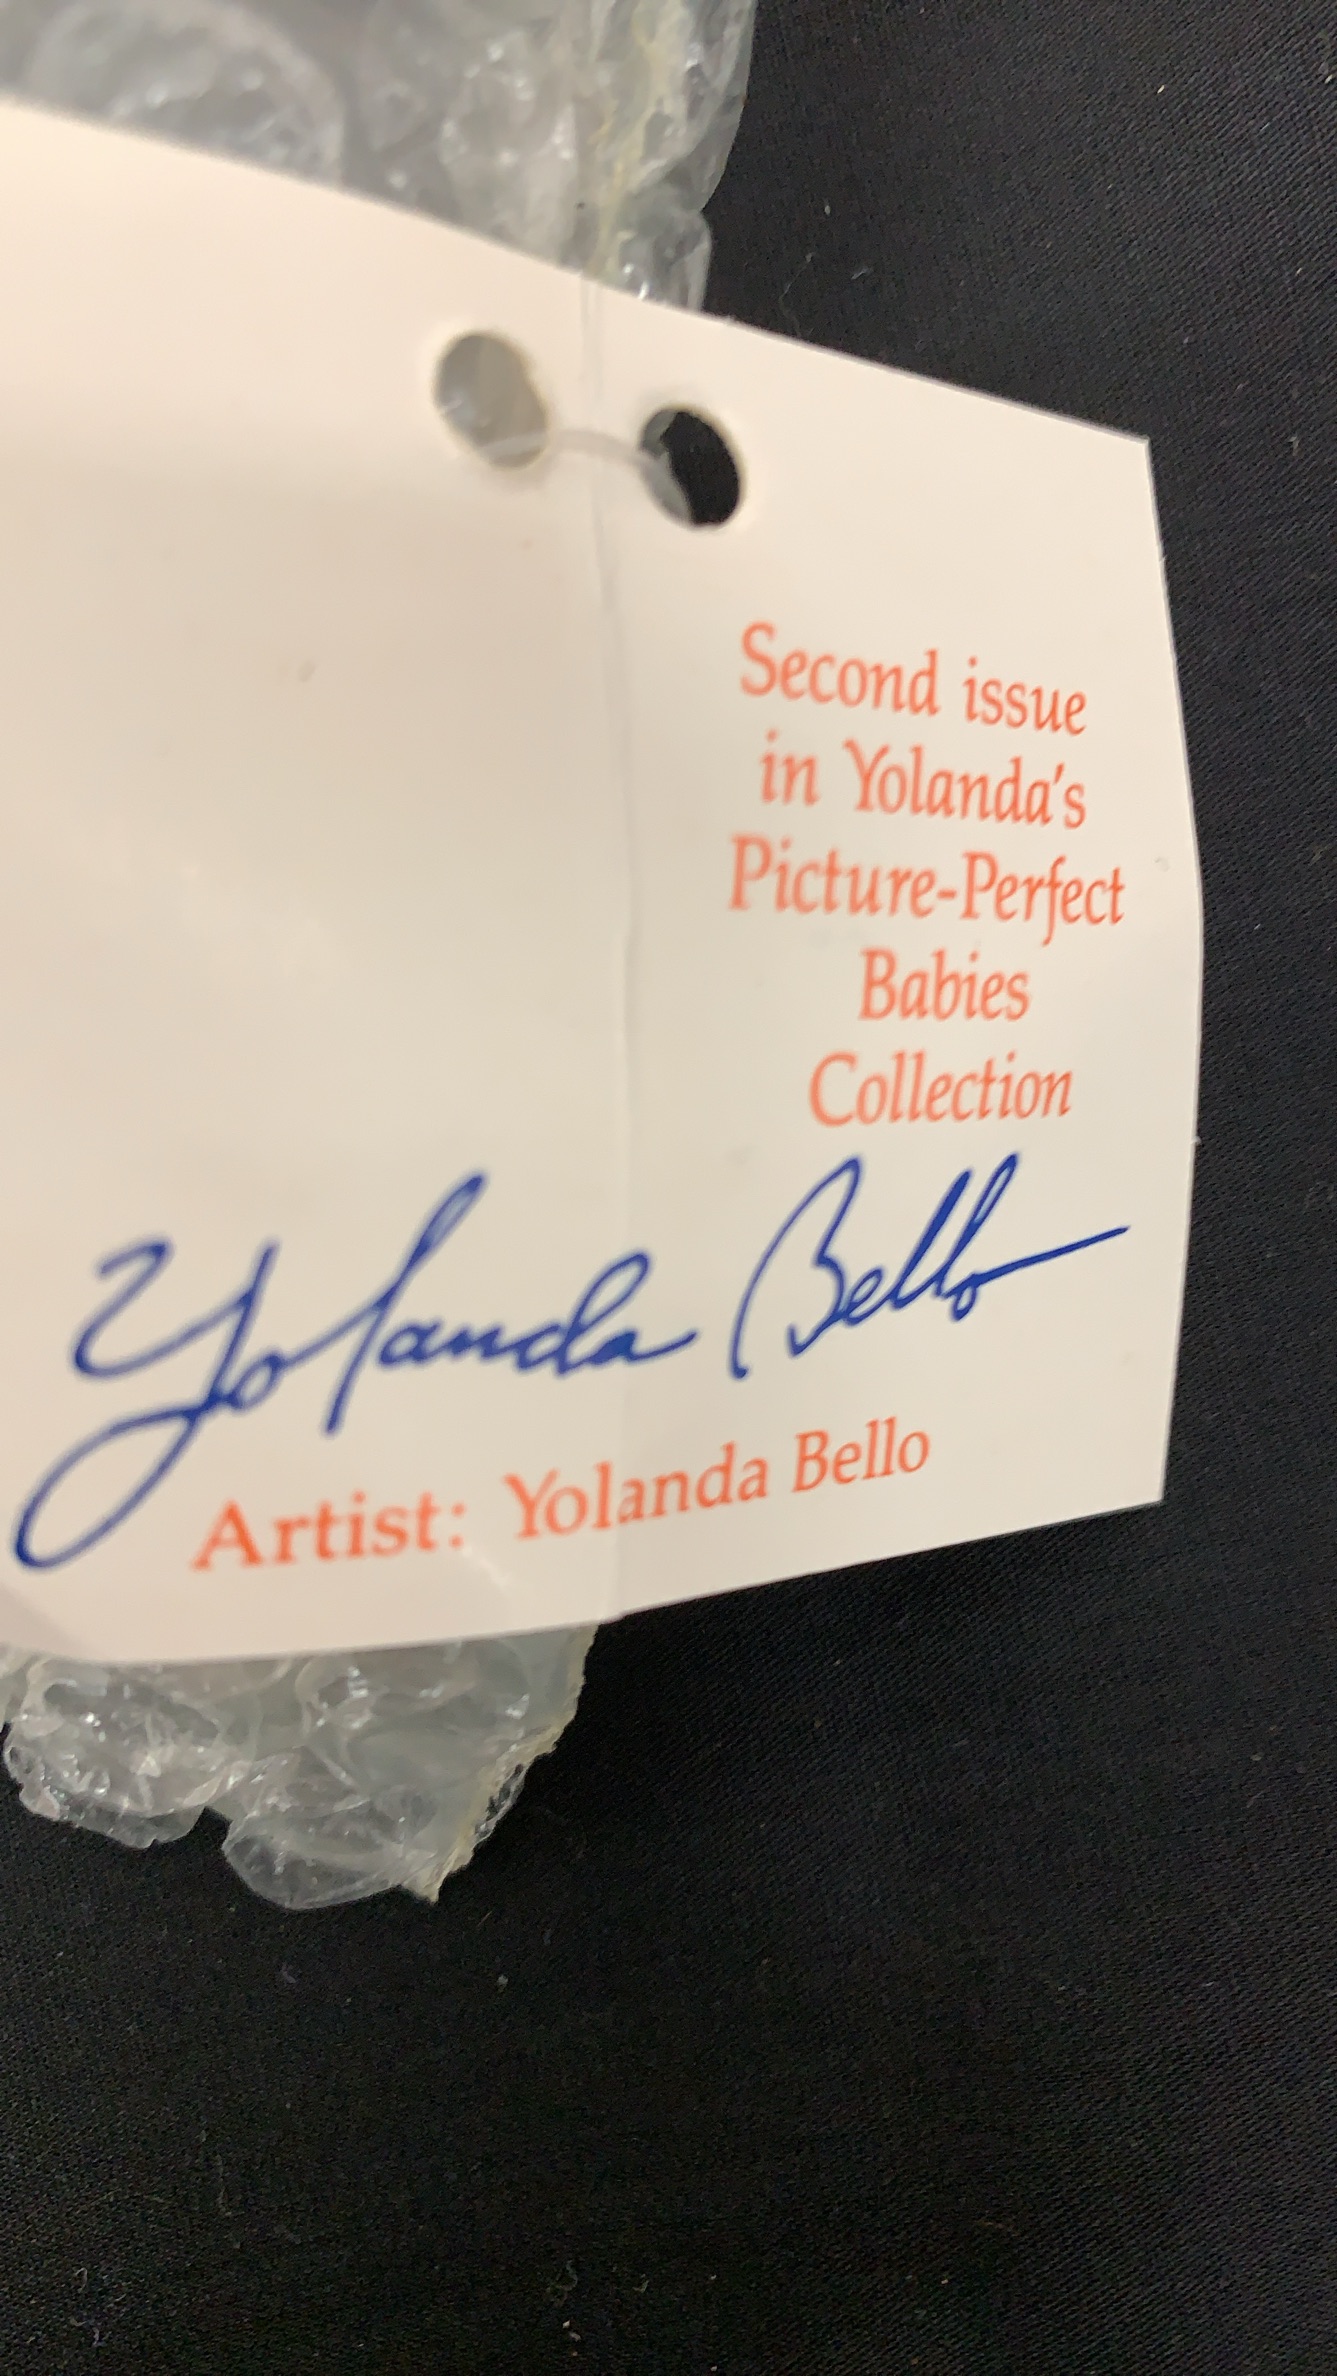 Second issue
in Yolanda's
Picture-Perfect
Babies
Collection
Yolanda Bello
Artist: Yolanda Bello